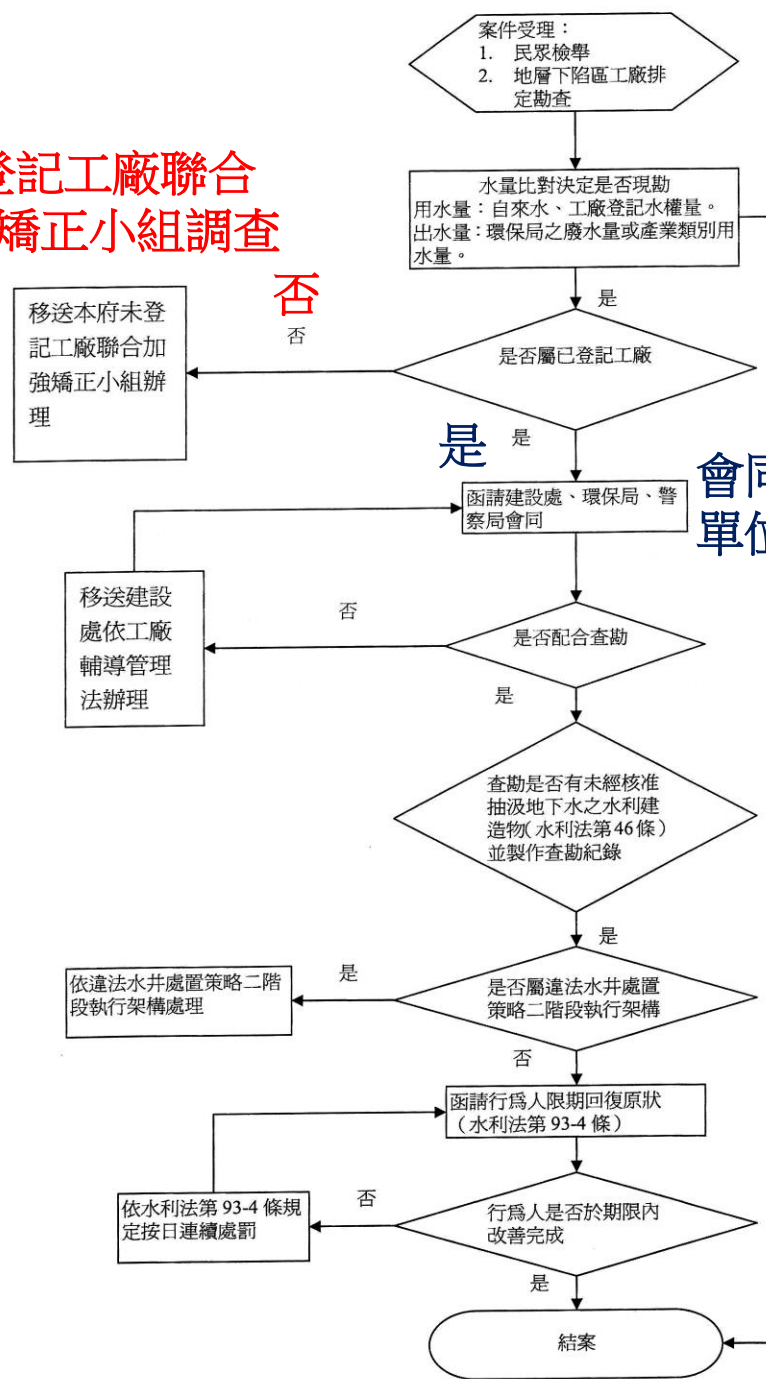 案件受理：
1. 民眾檢舉
2. 地層下陷區工廠排
定勘查
登記工廠聯合
矯正小組調查
水量比對決定是否現勘
用水量：自來水、工廠登記水權量。
出水量：環保局之廢水量或產業類別用
水量。
否
是
移送本府未登
記工廠聯合加
強矯正小組辦
理
否
是否屬已登記工廠
是
是
會同
單位
函請建設處、環保局、警
察局會同
移送建設
處依工廠
輔導管理
法辦理
否
是否配合查勘
是
查勘是否有未經核准
抽汲地下水之水利建
造物（水利法第46條）
並製作查勘紀錄
是
依違法水井處置策略二階
段執行架構處理
是
是否屬違法水井處置
策略二階段執行架構
否
函請行為人限期回復原狀
（水利法第 93-4 條）
依水利法第 93-4 條規
定按日連續處罰
否
行為人是否於期限內
改善完成
是
結案